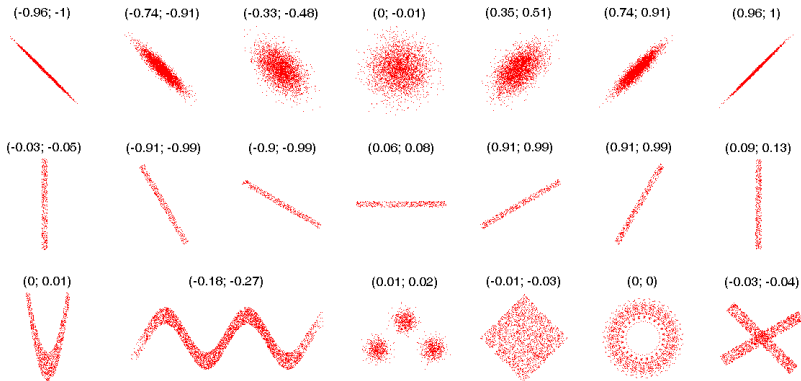 (-0.96; -1) (-0.74; -0.91) (-0.33; -0.48) (0; -0.01) (0.35; 0.51) (0.74; 0.91) (0.96; 1)
(-0.03; -0.05) (-0.91; -0.99) (-0.9; -0.99) (0.06; 0.08) (0.91; 0.99) (0.91; 0.99) (0.09; 0.13)
(0; 0.01) (-0.18; -0.27) (0.01; 0.02) (-0.01; -0.03) (0; 0) (-0.03; -0.04)